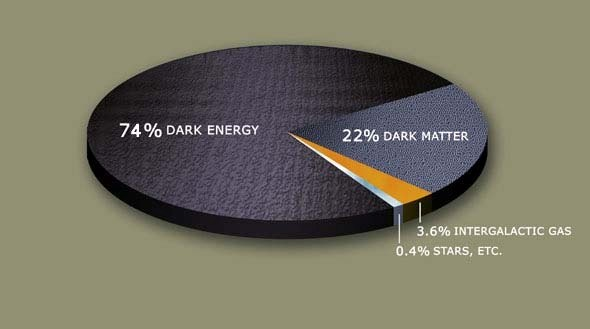 74% DARK ENERGY
22% DARK MATTER
3.6% INTERGALACTIC GAS
0.4% STARS, ETC.